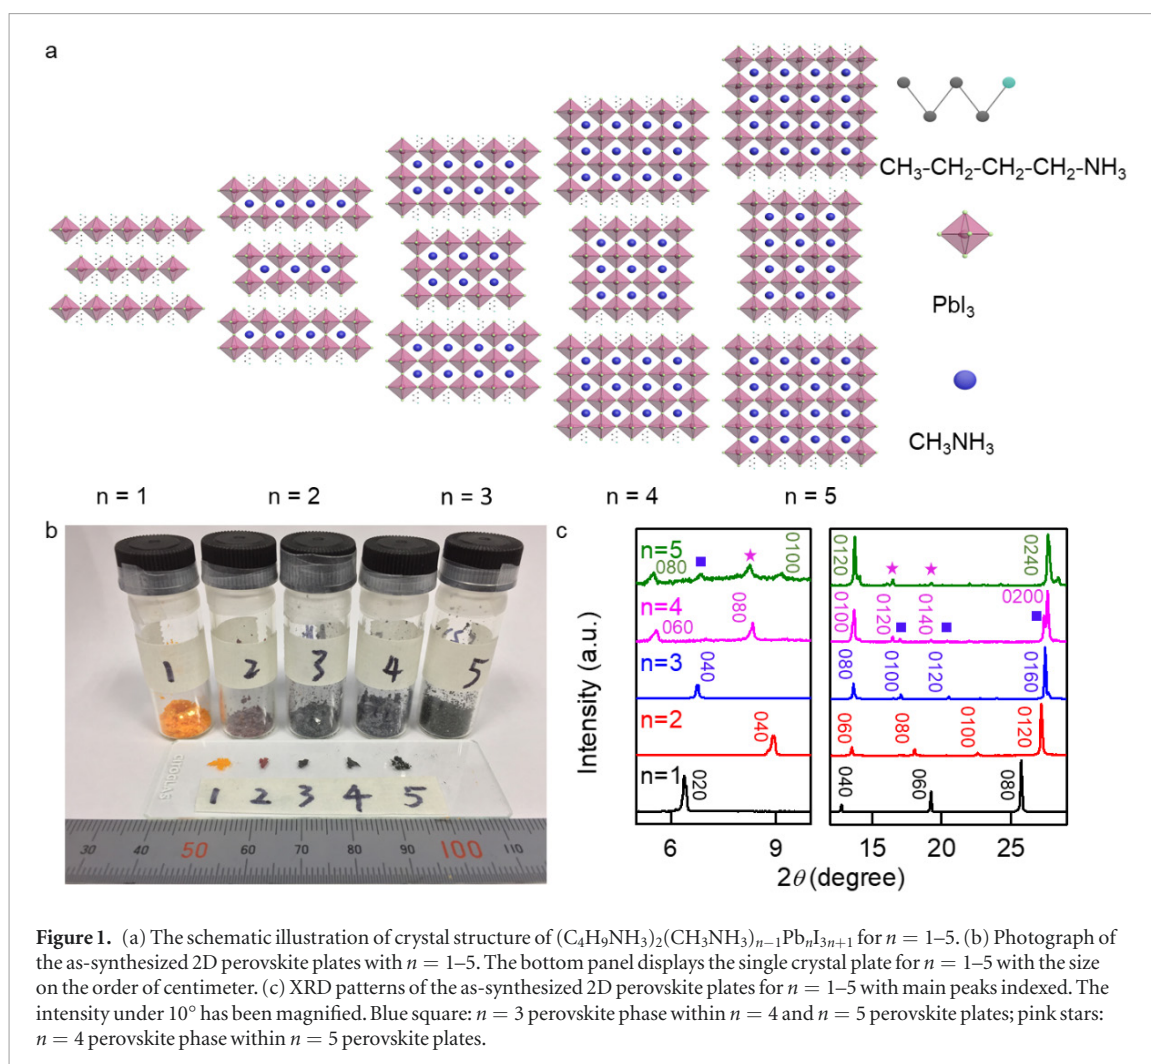 a
CH₃-CH₂-CH₂-CH₂-NH₃
PbI₃
CH₃NH₃
n = 1 n = 2 n = 3 n = 4 n = 5
b
1 2 3 4 5
1 2 3 4 5
30 40 50 60 70 80 90 100 110
c
Intensity (a.u.)
n=5
080
0100
0120
0240
n=4
060
080
0100
0120
0140
0200
n=3
040
080
0100
0120
0160
n=2
040
060
080
0100
0120
n=1
020
040
060
080
6 9 15 20 25
2θ (degree)
Figure 1. (a) The schematic illustration of crystal structure of (C₄H₉NH₃)₂(CH₃NH₃)ₙ₋₁PbₙI₃ₙ₊₁ for n = 1–5. (b) Photograph of
the as-synthesized 2D perovskite plates with n = 1–5. The bottom panel displays the single crystal plate for n = 1–5 with the size
on the order of centimeter. (c) XRD patterns of the as-synthesized 2D perovskite plates for n = 1–5 with main peaks indexed. The
intensity under 10° has been magnified. Blue square: n = 3 perovskite phase within n = 4 and n = 5 perovskite plates; pink stars:
n = 4 perovskite phase within n = 5 perovskite plates.